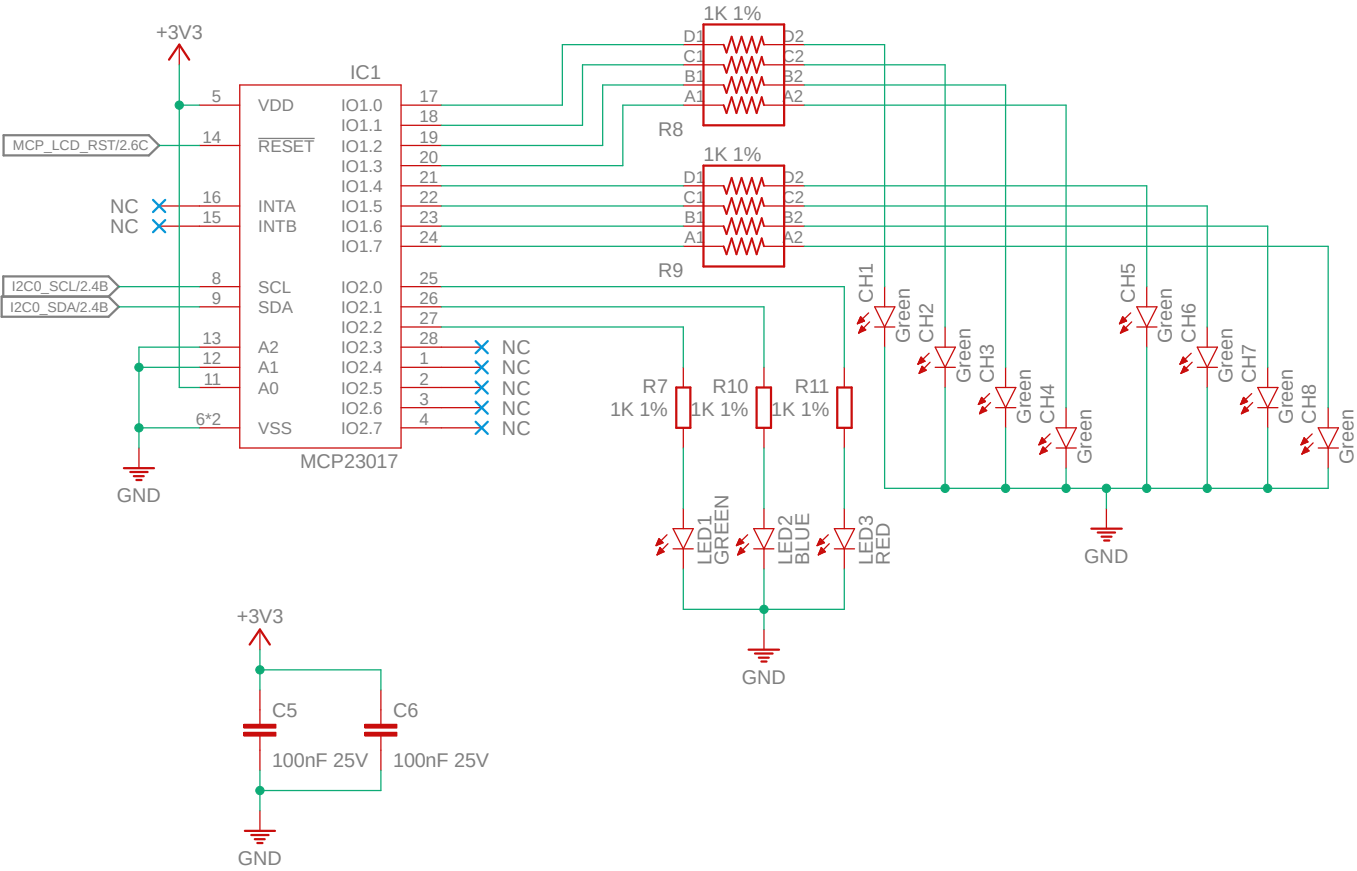 1K 1%
+3V3
D1 D2
C1 C2
B1 B2
A1 A2
R8
IC1
5 VDD IO1.0 17
IO1.1 18
MCP_LCD_RST/2.6C 14 RESET IO1.2 19
IO1.3 20
1K 1%
D1 D2
C1 C2
B1 B2
A1 A2
R9
IO1.4 21
NC 16 INTA IO1.5 22
NC 15 INTB IO1.6 23
IO1.7 24
I2C0_SCL/2.4B 8 SCL IO2.0 25
I2C0_SDA/2.4B 9 SDA IO2.1 26
IO2.2 27
13 A2 IO2.3 28 NC
12 A1 IO2.4 1 NC
11 A0 IO2.5 2 NC
IO2.6 3 NC
6*2 VSS IO2.7 4 NC
MCP23017
GND
CH1
Green
CH2
Green
CH3
Green
CH4
Green
CH5
Green
CH6
Green
CH7
Green
CH8
Green
GND
R7
1K 1%
R10
1K 1%
R11
1K 1%
LED1
GREEN
LED2
BLUE
LED3
RED
GND
+3V3
C5
100nF 25V
C6
100nF 25V
GND